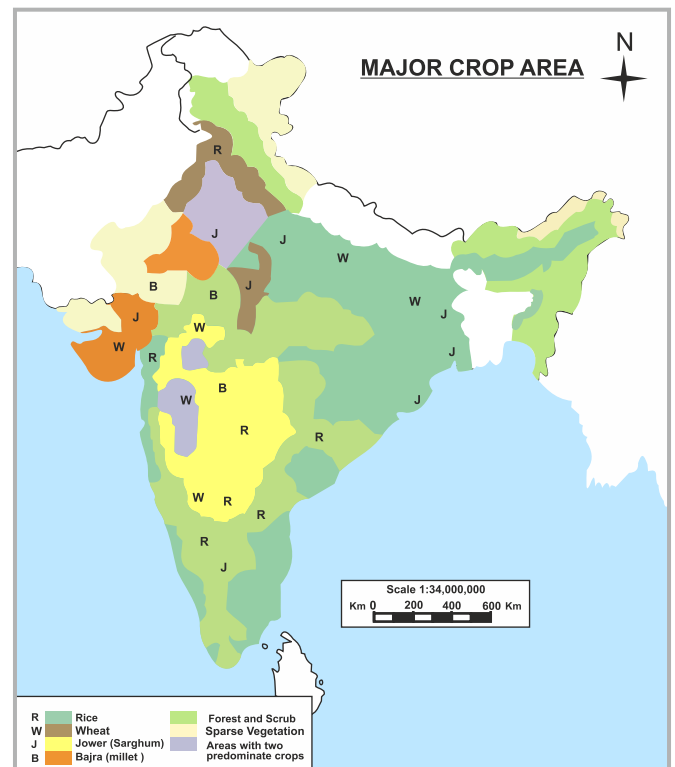 N
MAJOR CROP AREA
R
J
J
W
B
B
J
W
J
J
W
W
R
J
B
W
J
R
R
W
R
R
R
J
Scale 1:34,000,000
Km 0 200 400 600 Km
R Rice Forest and Scrub
W Wheat Sparse Vegetation
J Jower (Sarghum) Areas with two
B Bajra (millet ) predominate crops